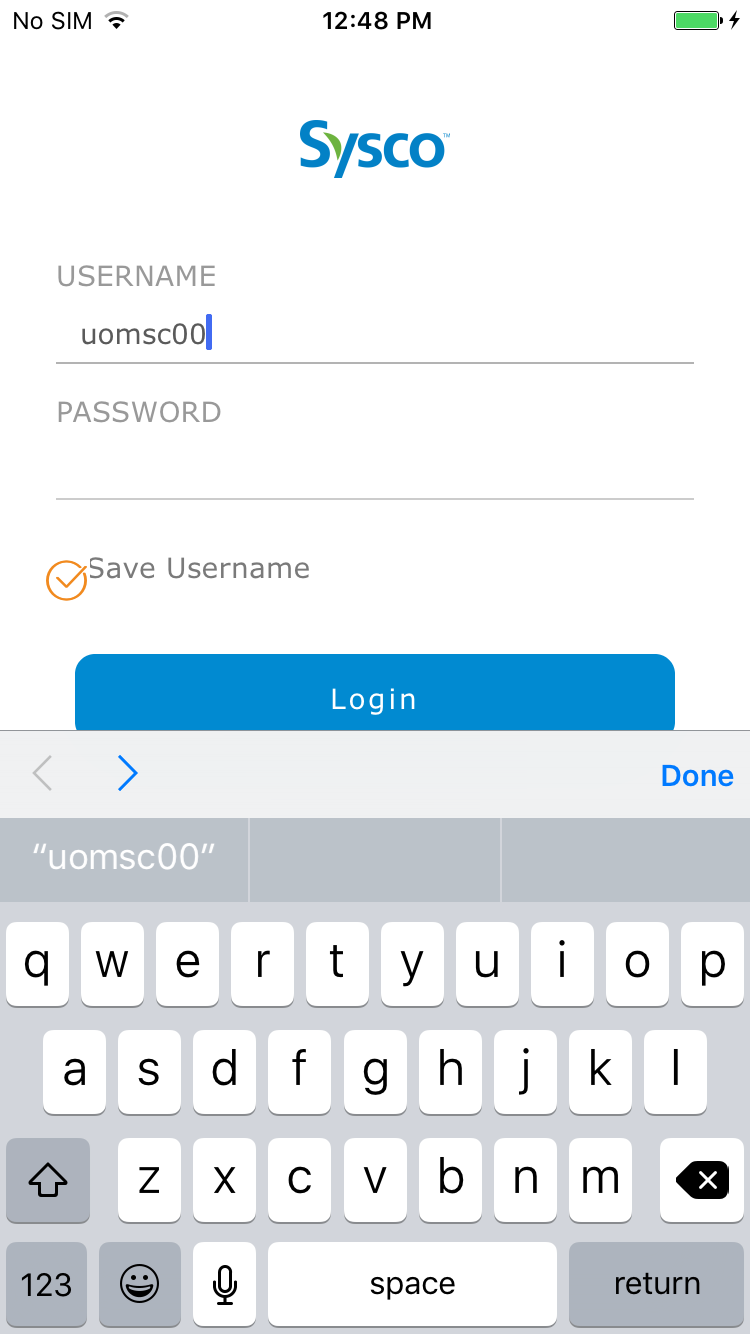 No SIM 12:48 PM
Sysco™
USERNAME
uomsc00
PASSWORD
Save Username
Login
Done
“uomsc00”
q w e r t y u i o p
a s d f g h j k l
z x c v b n m
123 space return